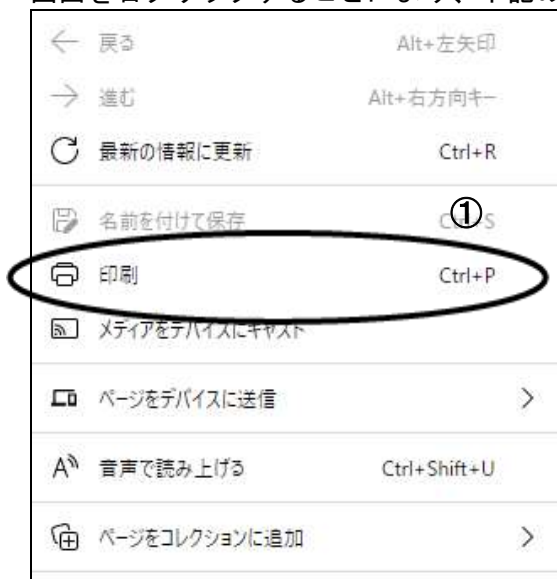 戻る Alt+左矢印
進む Alt+右方向キー
最新の情報に更新 Ctrl+R
①
名前を付けて保存 Ctrl+S
印刷 Ctrl+P
メディアをデバイスにキャスト
ページをデバイスに送信
音声で読み上げる Ctrl+Shift+U
ページをコレクションに追加